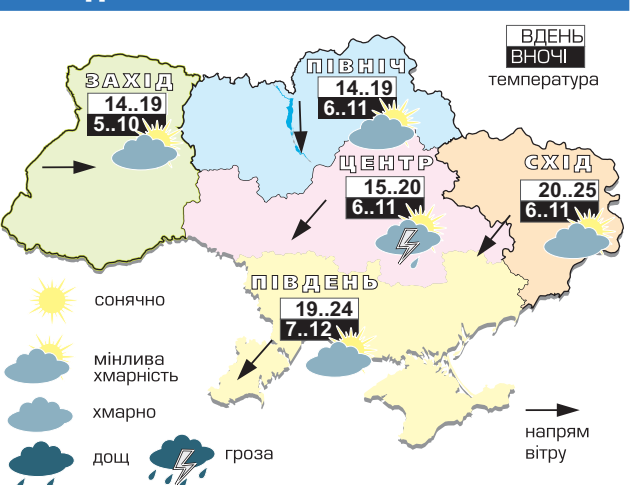 ВДЕНЬ
ВНОЧІ
температура
ЗАХІД
14..19
5..10
ПІВНІЧ
14..19
6..11
ЦЕНТР
15..20
6..11
СХІД
20..25
6..11
ПІВДЕНЬ
19..24
7..12
сонячно
мінлива
хмарність
хмарно
дощ
гроза
напрям
вітру